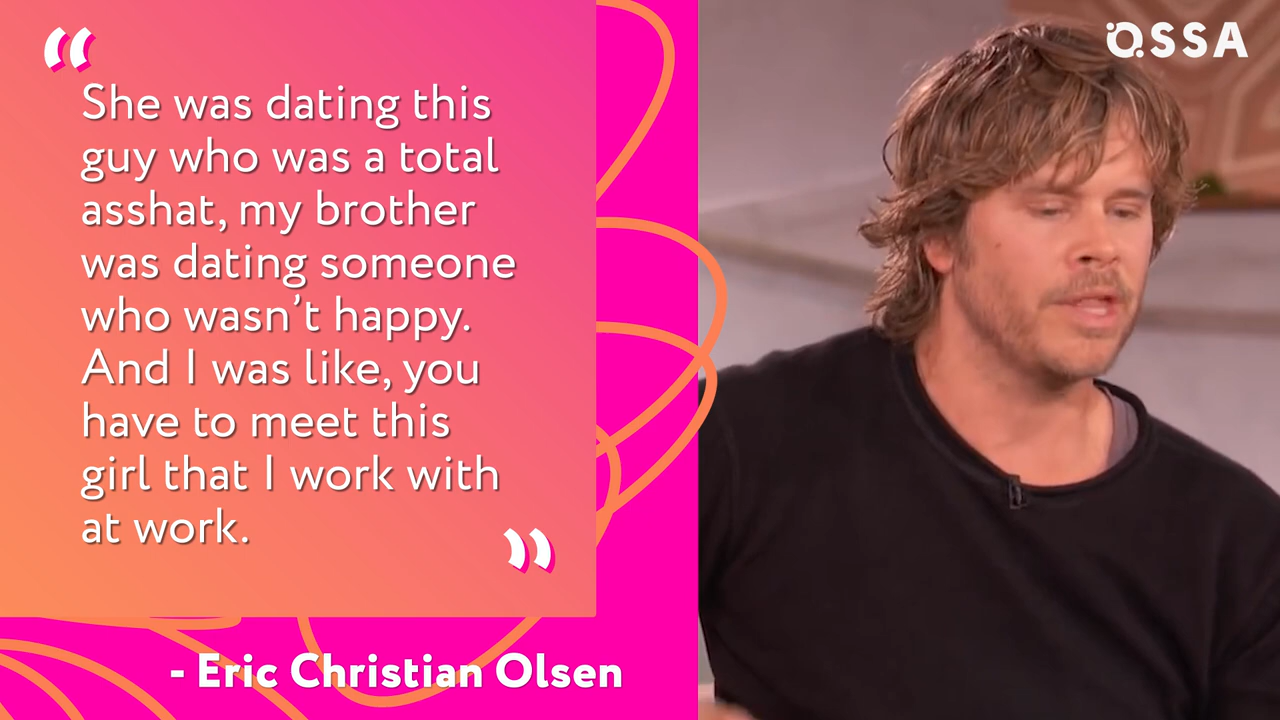 “
She was dating this
guy who was a total
asshat, my brother
was dating someone
who wasn’t happy.
And I was like, you
have to meet this
girl that I work with
at work.
”
- Eric Christian Olsen
OSSA